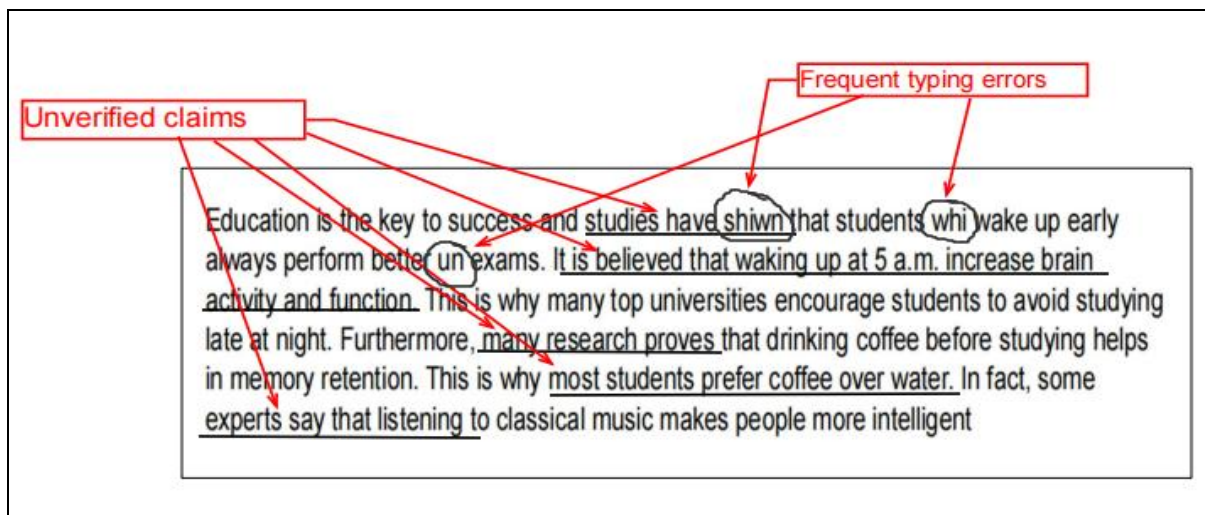 Frequent typing errors
Unverified claims
Education is the key to success and studies have shiwn that students whi wake up early
always perform better un exams. It is believed that waking up at 5 a.m. increase brain
activity and function. This is why many top universities encourage students to avoid studying
late at night. Furthermore, many research proves that drinking coffee before studying helps
in memory retention. This is why most students prefer coffee over water. In fact, some
experts say that listening to classical music makes people more intelligent